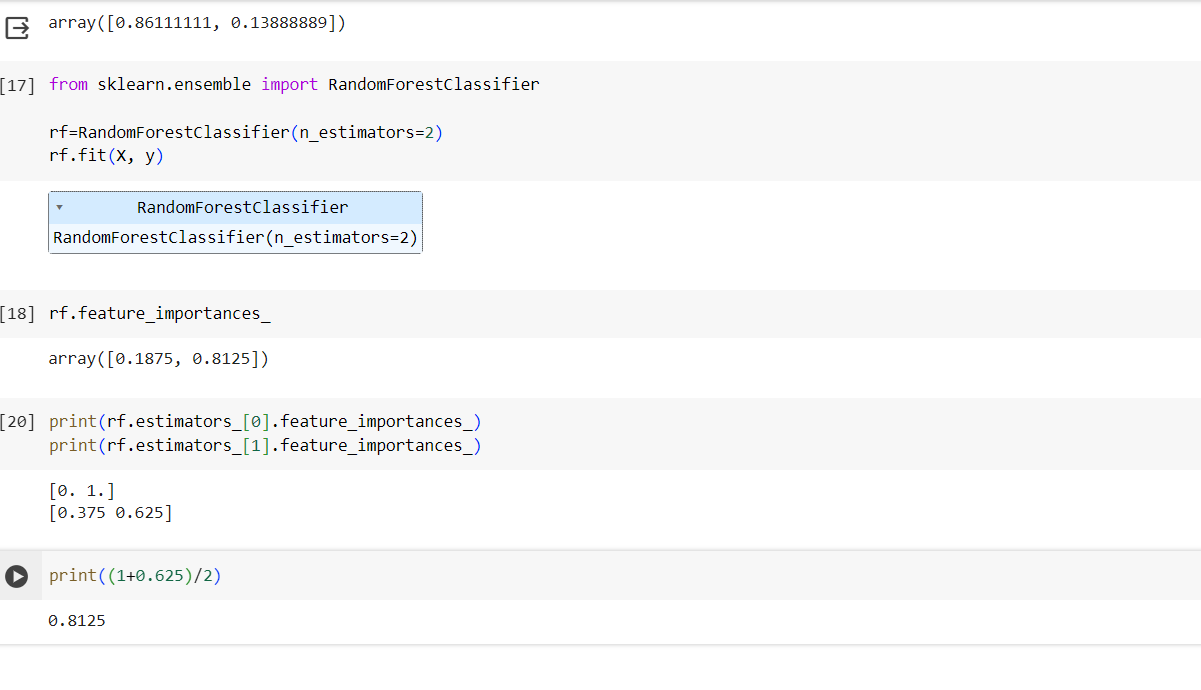 array([0.86111111, 0.13888889])
[17] from sklearn.ensemble import RandomForestClassifier
rf=RandomForestClassifier(n_estimators=2)
rf.fit(X, y)
RandomForestClassifier
RandomForestClassifier(n_estimators=2)
[18] rf.feature_importances_
array([0.1875, 0.8125])
[20] print(rf.estimators_[0].feature_importances_)
print(rf.estimators_[1].feature_importances_)
[0. 1.]
[0.375 0.625]
print((1+0.625)/2)
0.8125